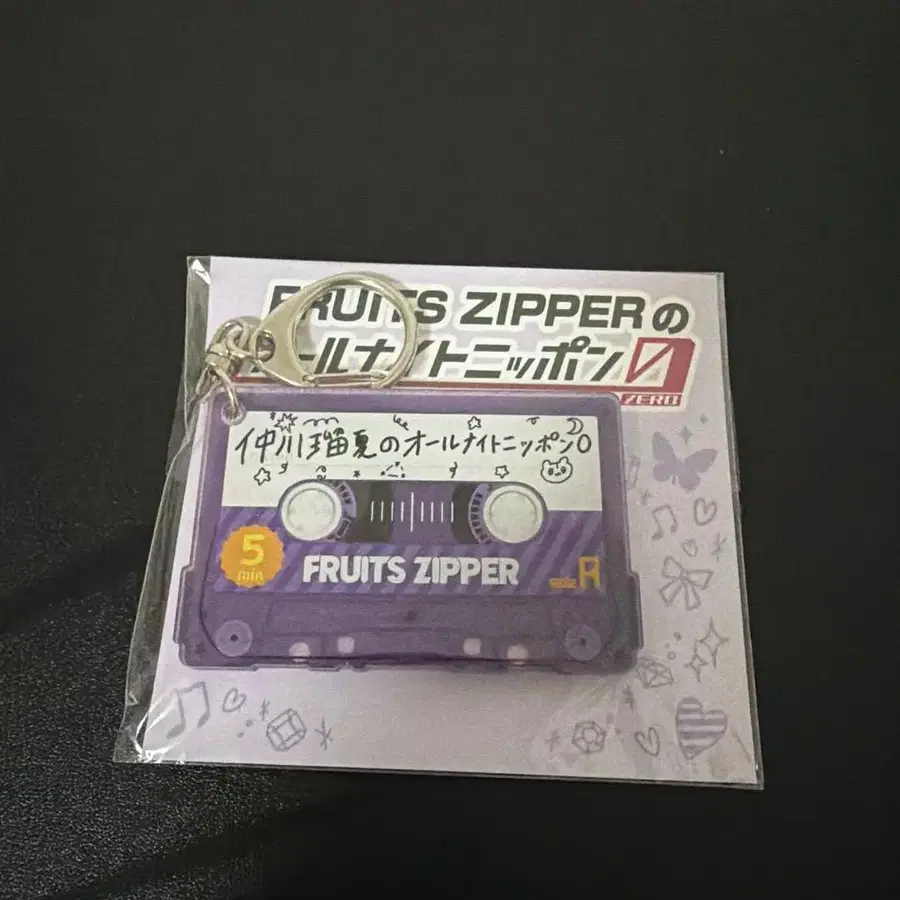 FRUITS ZIPPERの
オールナイトニッポン0
ZERO
仲川瑠夏のオールナイトニッポン0
5
min
FRUITS ZIPPER
R